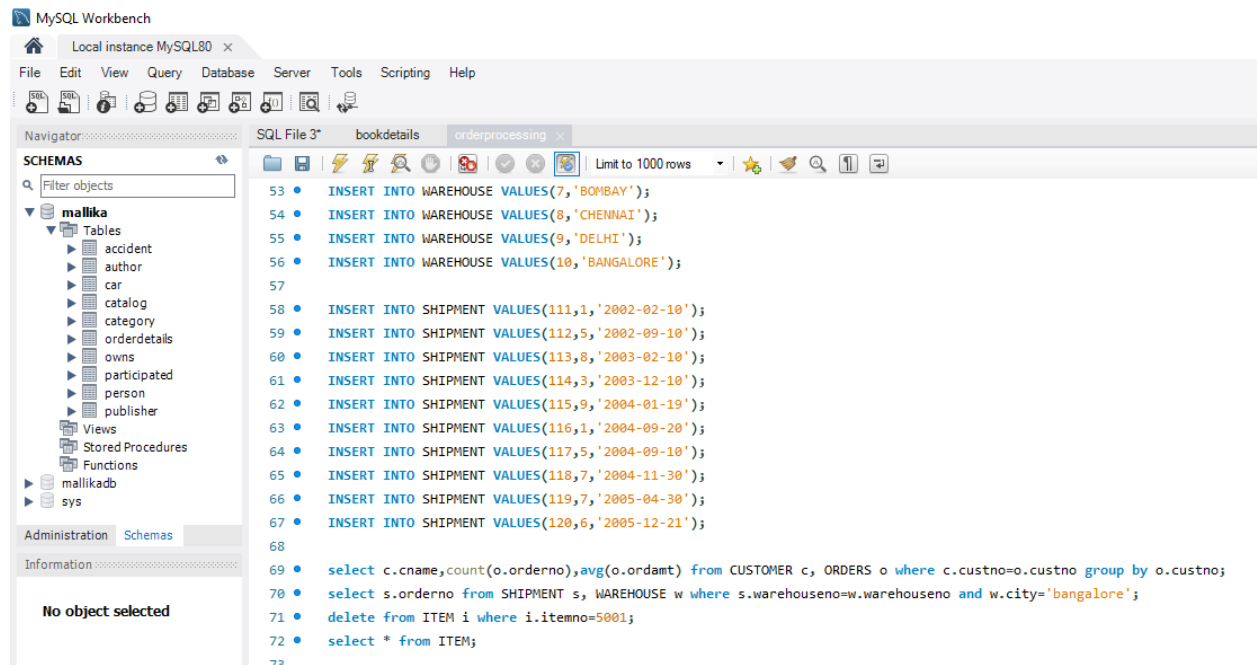 MySQL Workbench
Local instance MySQL80 ×
File Edit View Query Database Server Tools Scripting Help
Navigator
SCHEMAS
Filter objects
mallika
Tables
accident
author
car
catalog
category
orderdetails
owns
participated
person
publisher
Views
Stored Procedures
Functions
mallikadb
sys
Administration Schemas
Information
No object selected
SQL File 3* bookdetails orderprocessing ×
Limit to 1000 rows
53 INSERT INTO WAREHOUSE VALUES(7,'BOMBAY');
54 INSERT INTO WAREHOUSE VALUES(8,'CHENNAI');
55 INSERT INTO WAREHOUSE VALUES(9,'DELHI');
56 INSERT INTO WAREHOUSE VALUES(10,'BANGALORE');
57
58 INSERT INTO SHIPMENT VALUES(111,1,'2002-02-10');
59 INSERT INTO SHIPMENT VALUES(112,5,'2002-09-10');
60 INSERT INTO SHIPMENT VALUES(113,8,'2003-02-10');
61 INSERT INTO SHIPMENT VALUES(114,3,'2003-12-10');
62 INSERT INTO SHIPMENT VALUES(115,9,'2004-01-19');
63 INSERT INTO SHIPMENT VALUES(116,1,'2004-09-20');
64 INSERT INTO SHIPMENT VALUES(117,5,'2004-09-10');
65 INSERT INTO SHIPMENT VALUES(118,7,'2004-11-30');
66 INSERT INTO SHIPMENT VALUES(119,7,'2005-04-30');
67 INSERT INTO SHIPMENT VALUES(120,6,'2005-12-21');
68
69 select c.cname,count(o.orderno),avg(o.ordamt) from CUSTOMER c, ORDERS o where c.custno=o.custno group by o.custno;
70 select s.orderno from SHIPMENT s, WAREHOUSE w where s.warehouseno=w.warehouseno and w.city='bangalore';
71 delete from ITEM i where i.itemno=5001;
72 select * from ITEM;
73